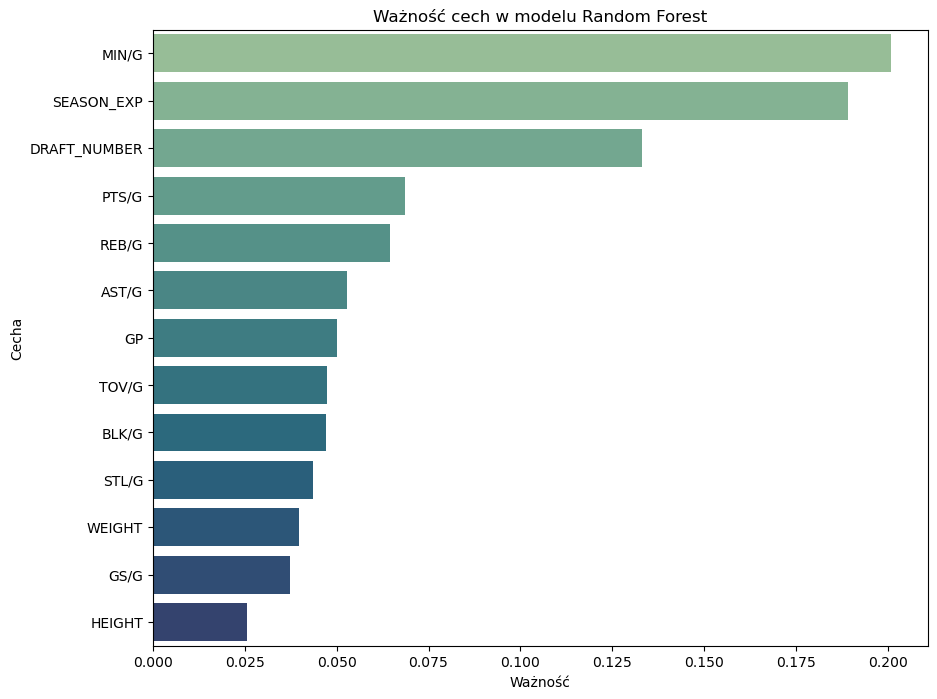 Ważność cech w modelu Random Forest
MIN/G
SEASON_EXP
DRAFT_NUMBER
PTS/G
REB/G
AST/G
GP
TOV/G
BLK/G
STL/G
WEIGHT
GS/G
HEIGHT
Cecha
0.000 0.025 0.050 0.075 0.100 0.125 0.150 0.175 0.200
Ważność